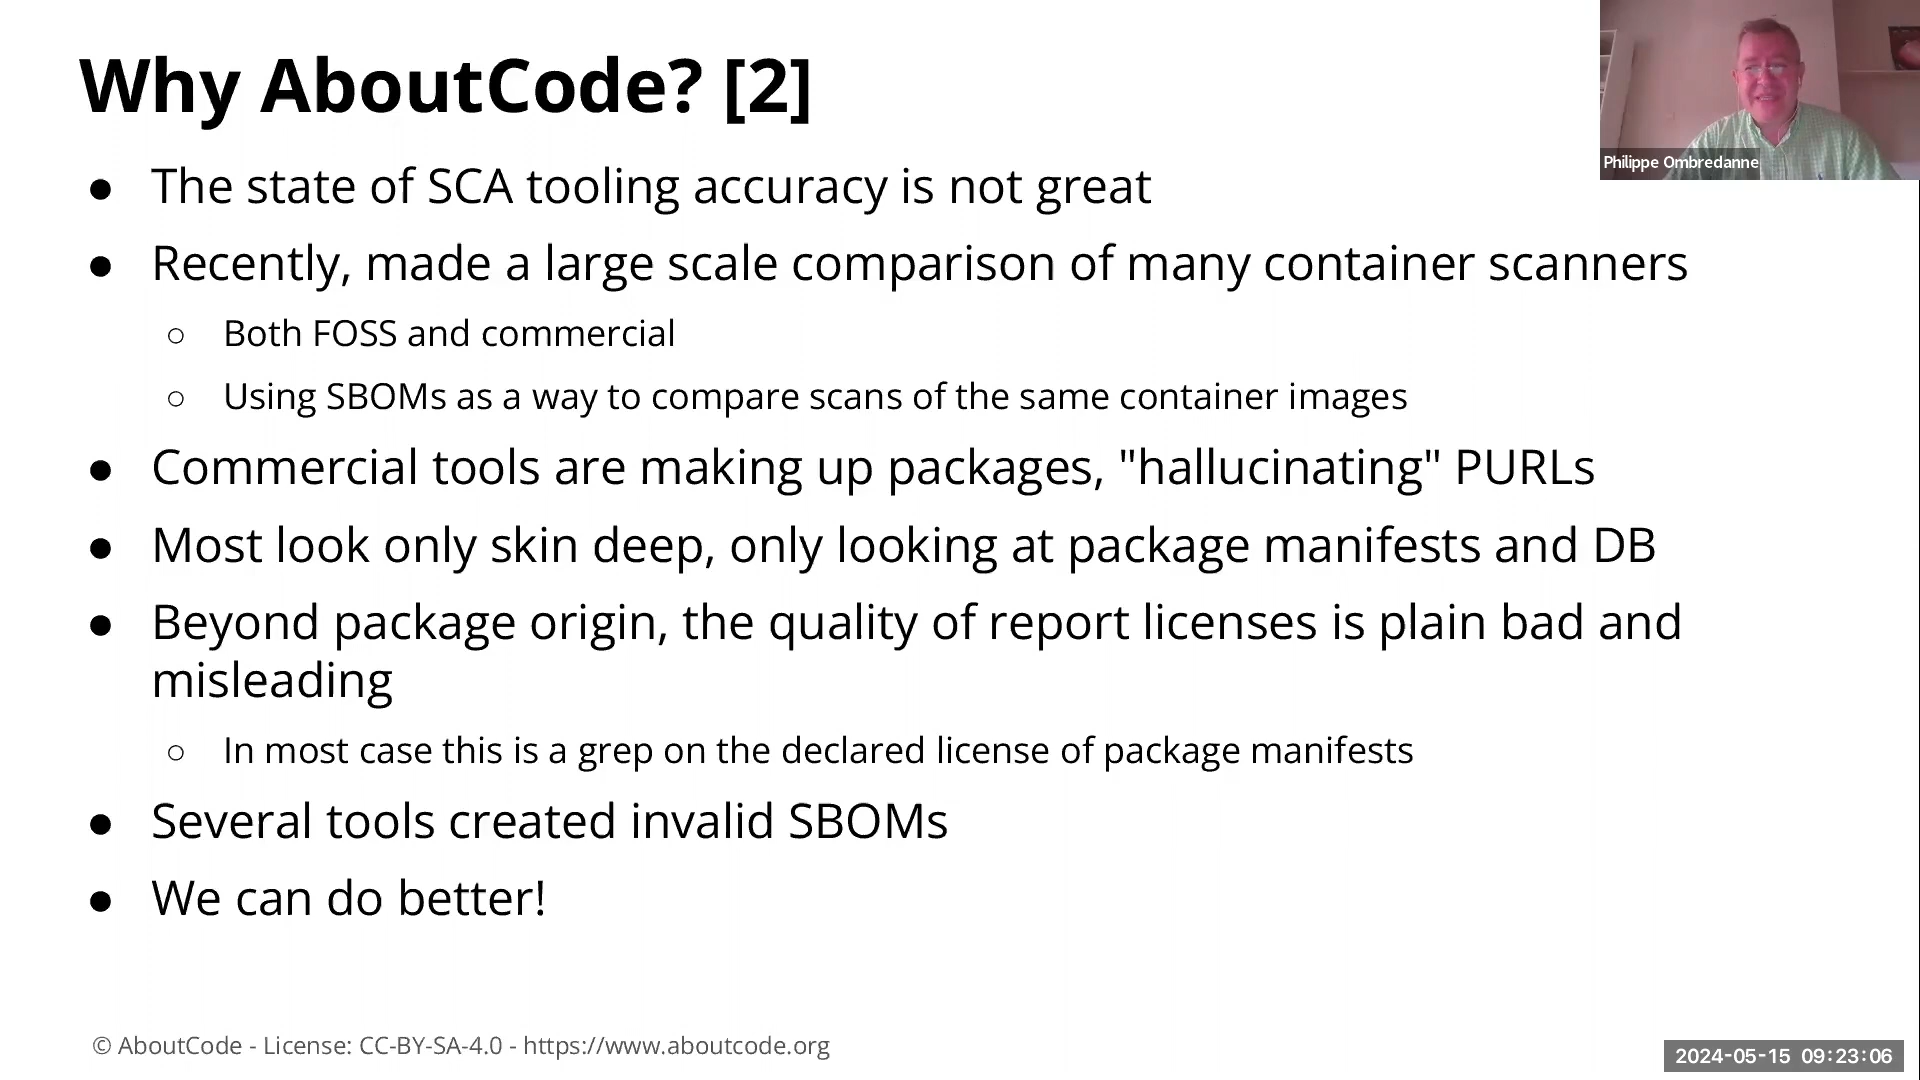 Why AboutCode? [2]
Philippe Ombredanne
● The state of SCA tooling accuracy is not great
● Recently, made a large scale comparison of many container scanners
○ Both FOSS and commercial
○ Using SBOMs as a way to compare scans of the same container images
● Commercial tools are making up packages, "hallucinating" PURLs
● Most look only skin deep, only looking at package manifests and DB
● Beyond package origin, the quality of report licenses is plain bad and
misleading
○ In most case this is a grep on the declared license of package manifests
● Several tools created invalid SBOMs
● We can do better!
© AboutCode - License: CC-BY-SA-4.0 - https://www.aboutcode.org
2024-05-15 09:23:06